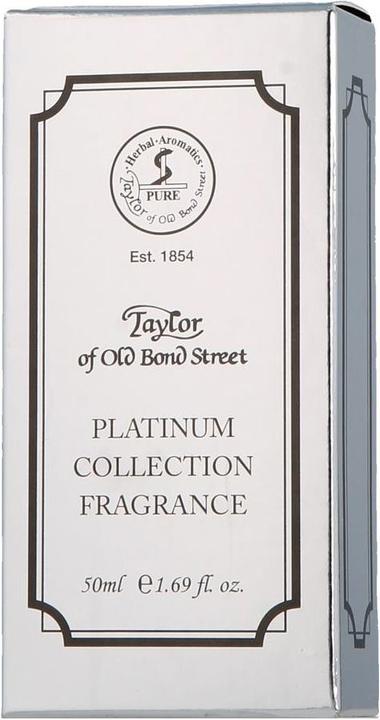 ·Herbal·Aromatics·
PURE
Taylor of Old Bond Street
Est. 1854
Taylor
of Old Bond Street
PLATINUM
COLLECTION
FRAGRANCE
50ml ℮1.69 fl. oz.